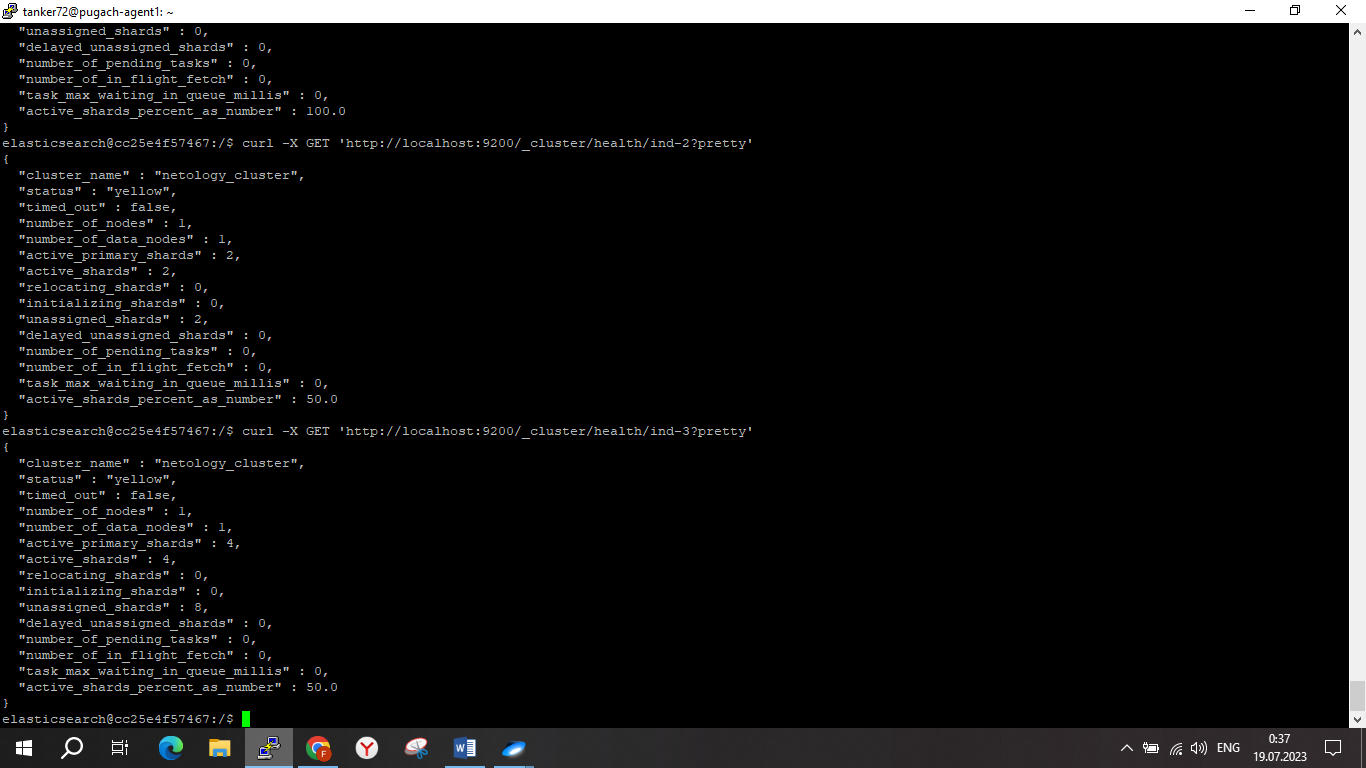 tanker72@pugach-agent1: ~
  "unassigned_shards" : 0,
  "delayed_unassigned_shards" : 0,
  "number_of_pending_tasks" : 0,
  "number_of_in_flight_fetch" : 0,
  "task_max_waiting_in_queue_millis" : 0,
  "active_shards_percent_as_number" : 100.0
}
elasticsearch@cc25e4f57467:/$ curl -X GET 'http://localhost:9200/_cluster/health/ind-2?pretty'
{
  "cluster_name" : "netology_cluster",
  "status" : "yellow",
  "timed_out" : false,
  "number_of_nodes" : 1,
  "number_of_data_nodes" : 1,
  "active_primary_shards" : 2,
  "active_shards" : 2,
  "relocating_shards" : 0,
  "initializing_shards" : 0,
  "unassigned_shards" : 2,
  "delayed_unassigned_shards" : 0,
  "number_of_pending_tasks" : 0,
  "number_of_in_flight_fetch" : 0,
  "task_max_waiting_in_queue_millis" : 0,
  "active_shards_percent_as_number" : 50.0
}
elasticsearch@cc25e4f57467:/$ curl -X GET 'http://localhost:9200/_cluster/health/ind-3?pretty'
{
  "cluster_name" : "netology_cluster",
  "status" : "yellow",
  "timed_out" : false,
  "number_of_nodes" : 1,
  "number_of_data_nodes" : 1,
  "active_primary_shards" : 4,
  "active_shards" : 4,
  "relocating_shards" : 0,
  "initializing_shards" : 0,
  "unassigned_shards" : 8,
  "delayed_unassigned_shards" : 0,
  "number_of_pending_tasks" : 0,
  "number_of_in_flight_fetch" : 0,
  "task_max_waiting_in_queue_millis" : 0,
  "active_shards_percent_as_number" : 50.0
}
elasticsearch@cc25e4f57467:/$
ENG
0:37
19.07.2023